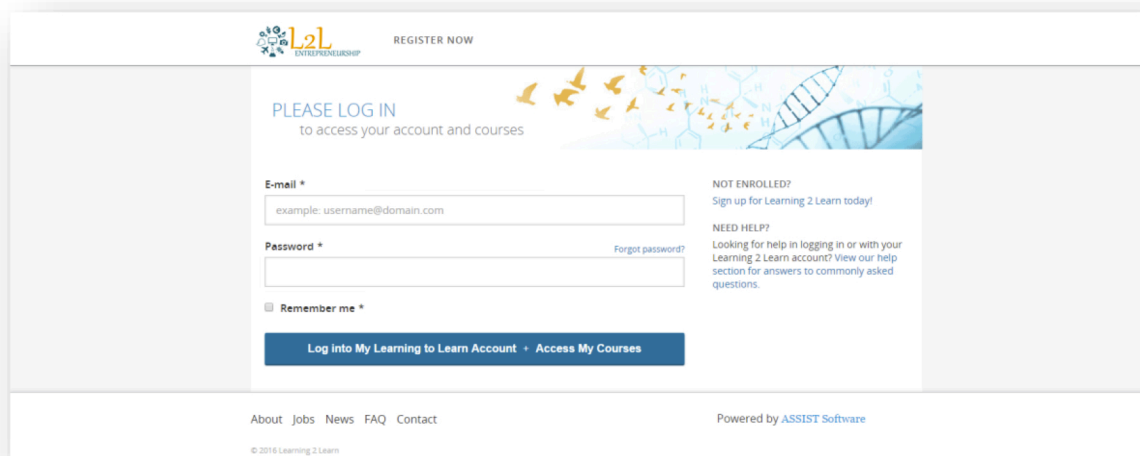 L2L
ENTREPRENEURSHIP
REGISTER NOW
PLEASE LOG IN
to access your account and courses
E-mail *
example: username@domain.com
Password *
Forgot password?
Remember me *
Log into My Learning to Learn Account + Access My Courses
NOT ENROLLED?
Sign up for Learning 2 Learn today!
NEED HELP?
Looking for help in logging in or with your
Learning 2 Learn account? View our help
section for answers to commonly asked
questions.
About Jobs News FAQ Contact
Powered by ASSIST Software
© 2016 Learning 2 Learn